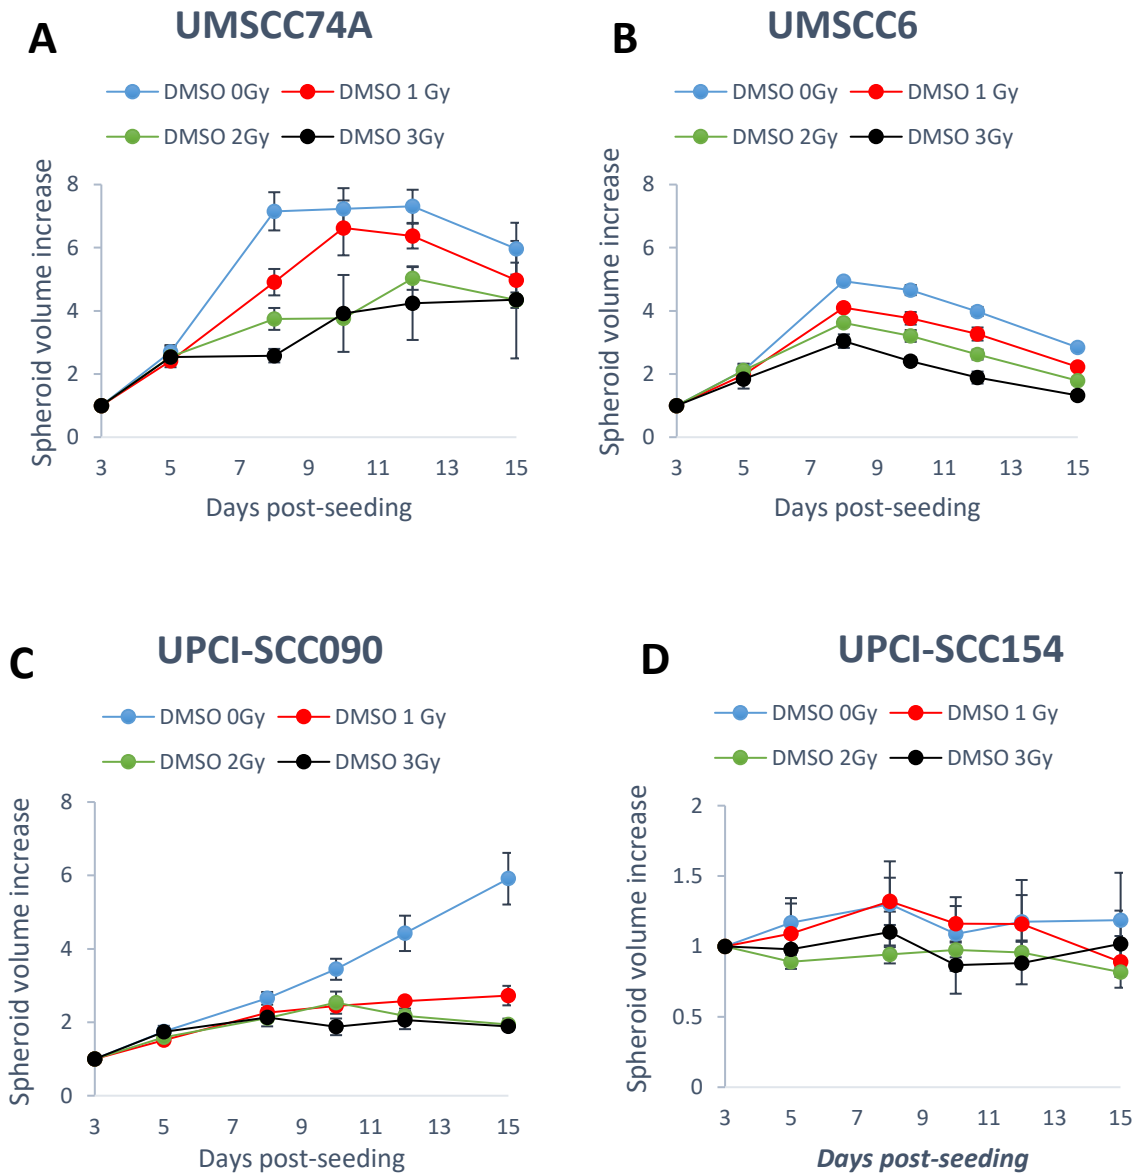 A
UMSCC74A
DMSO 0Gy
DMSO 1 Gy
DMSO 2Gy
DMSO 3Gy
Spheroid volume increase
8
6
4
2
0
3 5 7 9 11 13 15
Days post-seeding
B
UMSCC6
DMSO 0Gy
DMSO 1 Gy
DMSO 2Gy
DMSO 3Gy
Spheroid volume increase
8
6
4
2
0
3 5 7 9 11 13 15
Days post-seeding
C
UPCI-SCC090
DMSO 0Gy
DMSO 1 Gy
DMSO 2Gy
DMSO 3Gy
Spheroid volume increase
8
6
4
2
0
3 5 7 9 11 13 15
Days post-seeding
D
UPCI-SCC154
DMSO 0Gy
DMSO 1 Gy
DMSO 2Gy
DMSO 3Gy
Spheroid volume increase
2
1.5
1
0.5
0
3 5 7 9 11 13 15
Days post-seeding